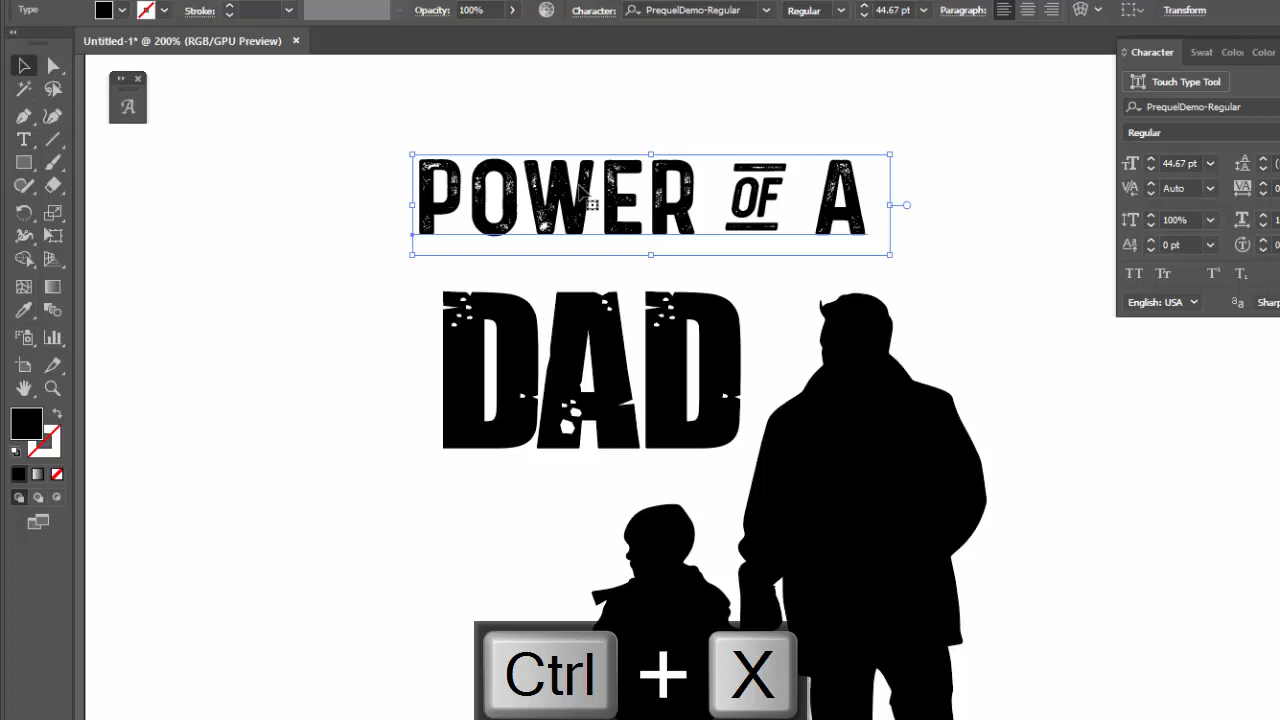 Type
Stroke:
Opacity: 100%
Character: PrequelDemo-Regular
Regular
44.67 pt
Paragraph:
Transform
Untitled-1* @ 200% (RGB/GPU Preview)
Character Swat Color Color
Touch Type Tool
PrequelDemo-Regular
Regular
44.67 pt
Auto
100%
0 pt
English: USA
Shar
POWER OF A
DAD
Ctrl + X